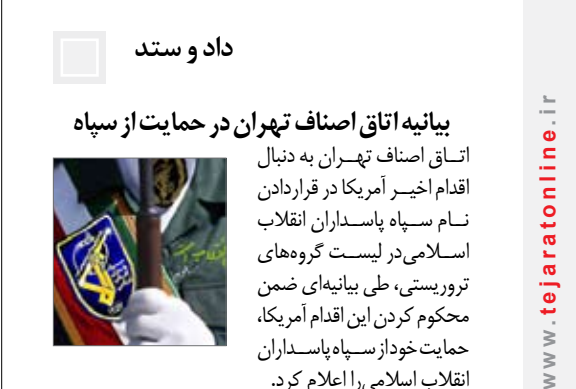 داد و ستد
بیانیه اتاق اصناف تهران در حمایت از سپاه
اتاق اصناف تهران به دنبال
اقدام اخیر آمریکا در قراردادن
نام سپاه پاسداران انقلاب
اسلامی در لیست گروه‌های
تروریستی، طی بیانیه‌ای ضمن
محکوم کردن این اقدام آمریکا،
حمایت خود از سپاه پاسداران
انقلاب اسلامی را اعلام کرد.
www.tejaratonline.ir